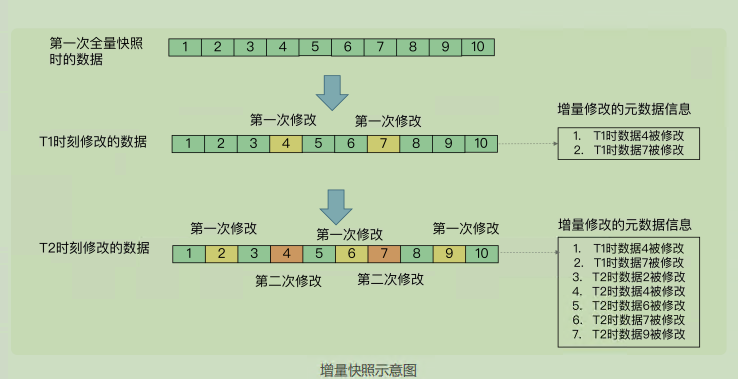 第一次全量快照
时的数据
1 2 3 4 5 6 7 8 9 10
第一次修改 第一次修改
增量修改的元数据信息
T1时刻修改的数据
1 2 3 4 5 6 7 8 9 10
1. T1时数据4被修改
2. T1时数据7被修改
第一次修改 第一次修改 第一次修改
增量修改的元数据信息
T2时刻修改的数据
1 2 3 4 5 6 7 8 9 10
第二次修改 第二次修改
1. T1时数据4被修改
2. T1时数据7被修改
3. T2时数据2被修改
4. T2时数据4被修改
5. T2时数据6被修改
6. T2时数据7被修改
7. T2时数据9被修改
增量快照示意图